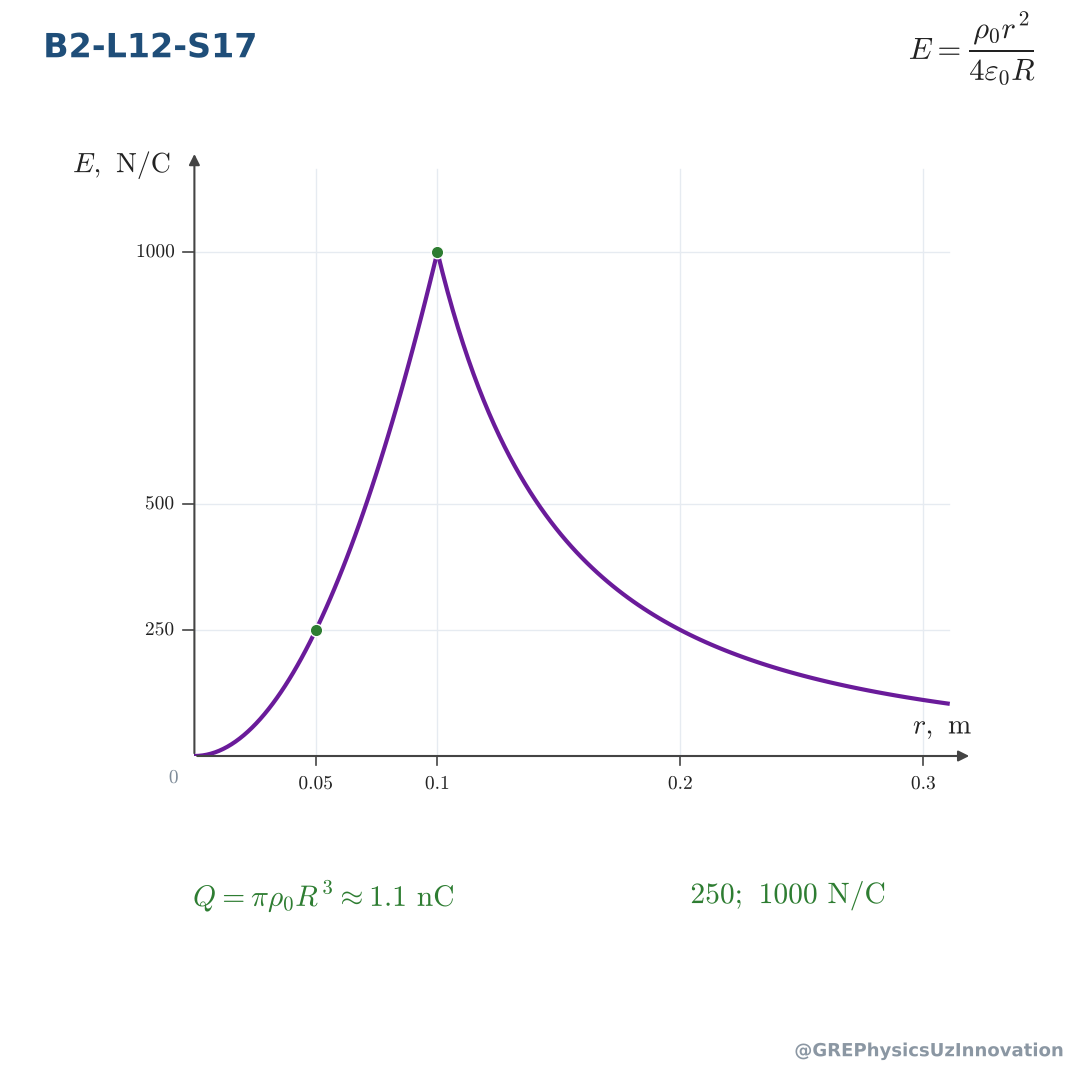 B2-L12-S17
E = ρ₀r² / 4ε₀R
E, N/C
1000
500
250
0
0.05 0.1 0.2 0.3
r, m
Q = πρ₀R³ ≈ 1.1 nC
250; 1000 N/C
@GREPhysicsUzInnovation